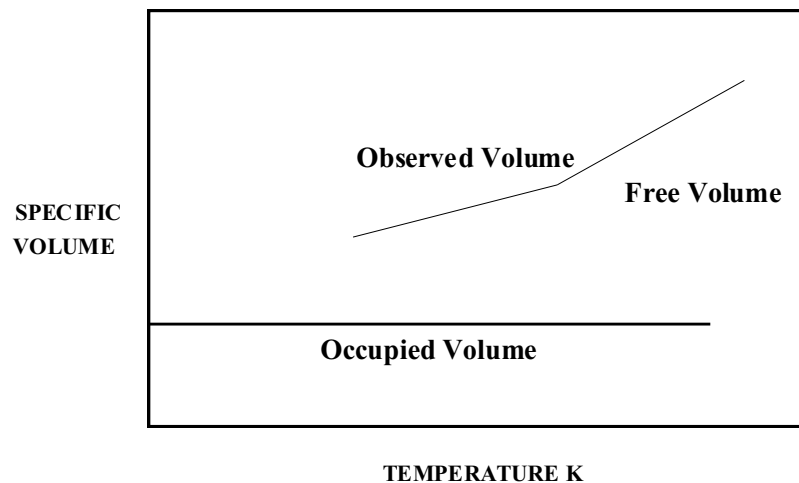 Observed Volume
Free Volume
SPECIFIC
VOLUME
Occupied Volume
TEMPERATURE K